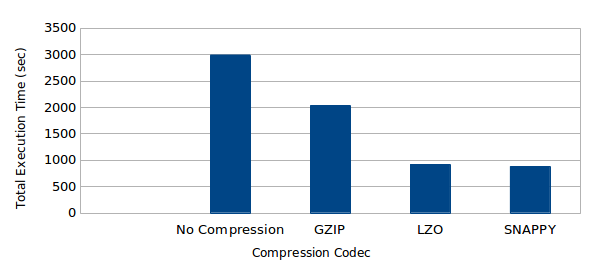 Total Execution Time (sec)
3500
3000
2500
2000
1500
1000
500
0
No Compression GZIP LZO SNAPPY
Compression Codec